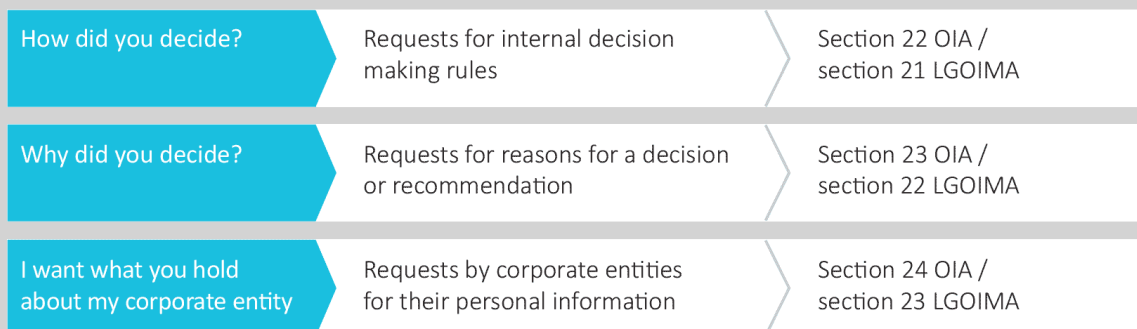 How did you decide?
Requests for internal decision
making rules
Section 22 OIA /
section 21 LGOIMA
Why did you decide?
Requests for reasons for a decision
or recommendation
Section 23 OIA /
section 22 LGOIMA
I want what you hold
about my corporate entity
Requests by corporate entities
for their personal information
Section 24 OIA /
section 23 LGOIMA